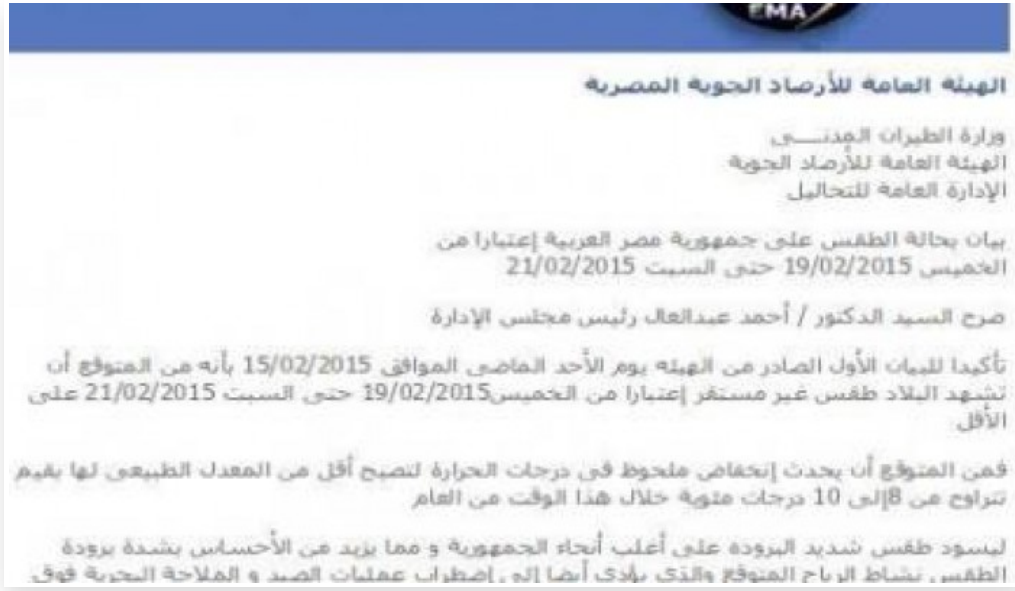 EMA
الهيئة العامة للأرصاد الجوية المصرية
وزارة الطيران المدنـــى
الهيئة العامة للأرصاد الجوية
الإدارة العامة للتحاليل
بيان بحالة الطقس على جمهورية مصر العربية إعتبارا من
الخميس 19/02/2015 حتى السبت 21/02/2015
صرح السيد الدكتور / أحمد عبدالعال رئيس مجلس الإدارة
تأكيدا للبيان الأول الصادر من الهيئه يوم الأحد الماضى الموافق 15/02/2015 بأنه من المتوقع أن
تشهد البلاد طقس غير مستقر إعتبارا من الخميس19/02/2015 حتى السبت 21/02/2015 على
الأقل.
فمن المتوقع أن يحدث إنخفاض ملحوظ فى درجات الحرارة لتصبح أقل من المعدل الطبيعى لها بقيم
تتراوح من 8إلى 10 درجات مئوية خلال هذا الوقت من العام
ليسود طقس شديد البروده على أغلب أنحاء الجمهورية و مما يزيد من الأحساس بشدة برودة
الطقس نشاط الرياح المتوقع والذى يؤدى أيضا إلى إضطراب عمليات الصيد و الملاحة البحرية فوق